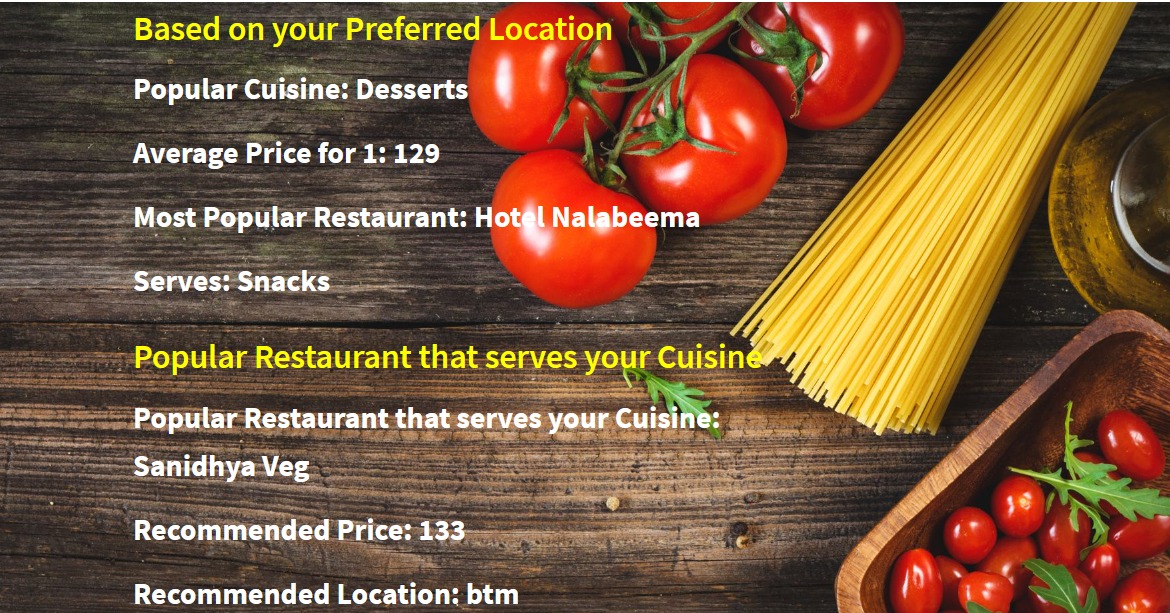 Based on your Preferred Location
Popular Cuisine: Desserts
Average Price for 1: 129
Most Popular Restaurant: Hotel Nalabeema
Serves: Snacks
Popular Restaurant that serves your Cuisine
Popular Restaurant that serves your Cuisine:
Sanidhya Veg
Recommended Price: 133
Recommended Location: btm